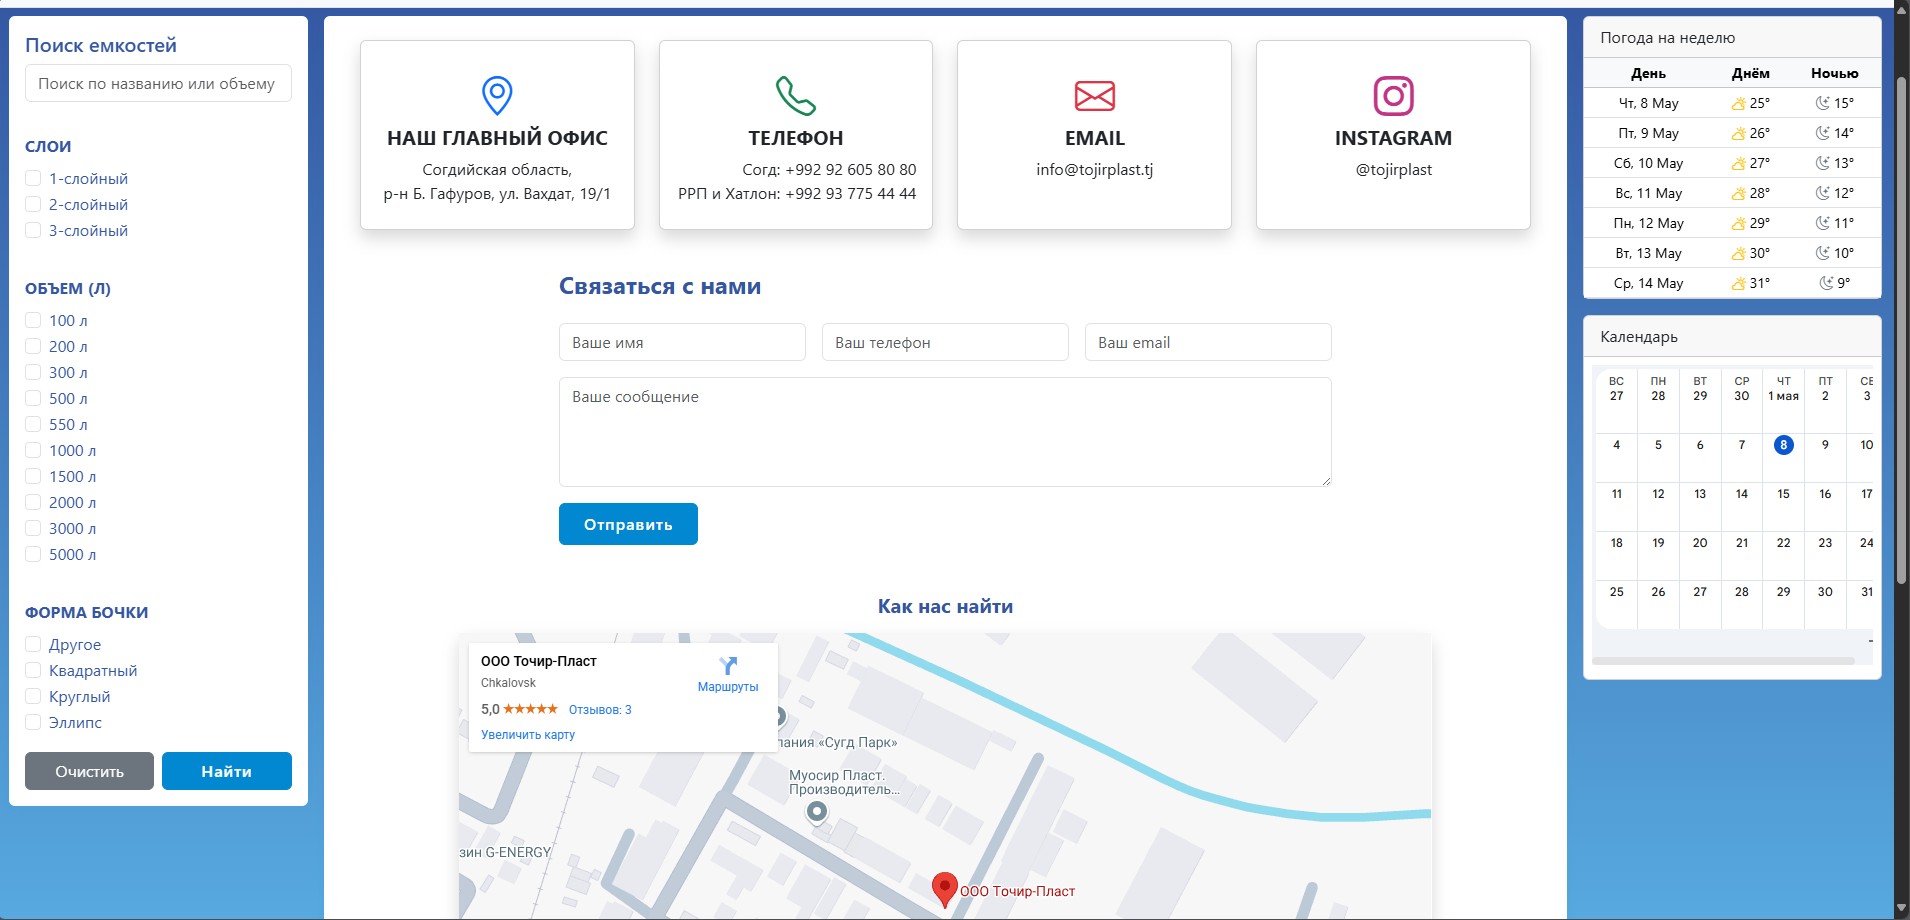 Поиск емкостей
Поиск по названию или объему
СЛОИ
1-слойный
2-слойный
3-слойный
ОБЪЕМ (Л)
100 л
200 л
300 л
500 л
550 л
1000 л
1500 л
2000 л
3000 л
5000 л
ФОРМА БОЧКИ
Другое
Квадратный
Круглый
Эллипс
Очистить
Найти
НАШ ГЛАВНЫЙ ОФИС
Согдийская область,
р-н Б. Гафуров, ул. Вахдат, 19/1
ТЕЛЕФОН
Согд: +992 92 605 80 80
РРП и Хатлон: +992 93 775 44 44
EMAIL
info@tojirplast.tj
INSTAGRAM
@tojirplast
Связаться с нами
Ваше имя
Ваш телефон
Ваш email
Ваше сообщение
Отправить
Как нас найти
ООО Точир-Пласт
Chkalovsk
Маршруты
5,0
Отзывов: 3
Увеличить карту
пания «Сугд Парк»
Муосир Пласт.
Производитель...
зин G-ENERGY
ООО Точир-Пласт
Погода на неделю
День Днём Ночью
Чт, 8 May 25° 15°
Пт, 9 May 26° 14°
Сб, 10 May 27° 13°
Вс, 11 May 28° 12°
Пн, 12 May 29° 11°
Вт, 13 May 30° 10°
Ср, 14 May 31° 9°
Календарь
ВС ПН ВТ СР ЧТ ПТ
27 28 29 30 1 мая 2 3
4 5 6 7 8 9 10
11 12 13 14 15 16 17
18 19 20 21 22 23 24
25 26 27 28 29 30 31